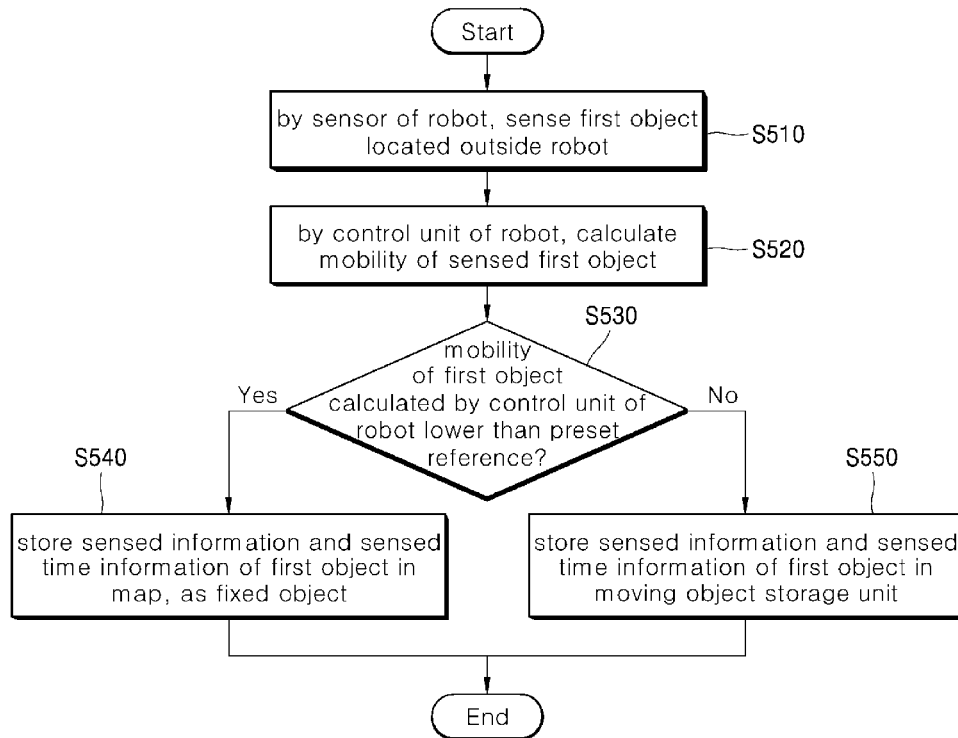 Start
by sensor of robot, sense first object
located outside robot
S510
by control unit of robot, calculate
mobility of sensed first object
S520
S530
mobility
of first object
calculated by control unit of
robot lower than preset
reference?
Yes
No
S540
store sensed information and sensed
time information of first object in
map, as fixed object
S550
store sensed information and sensed
time information of first object in
moving object storage unit
End